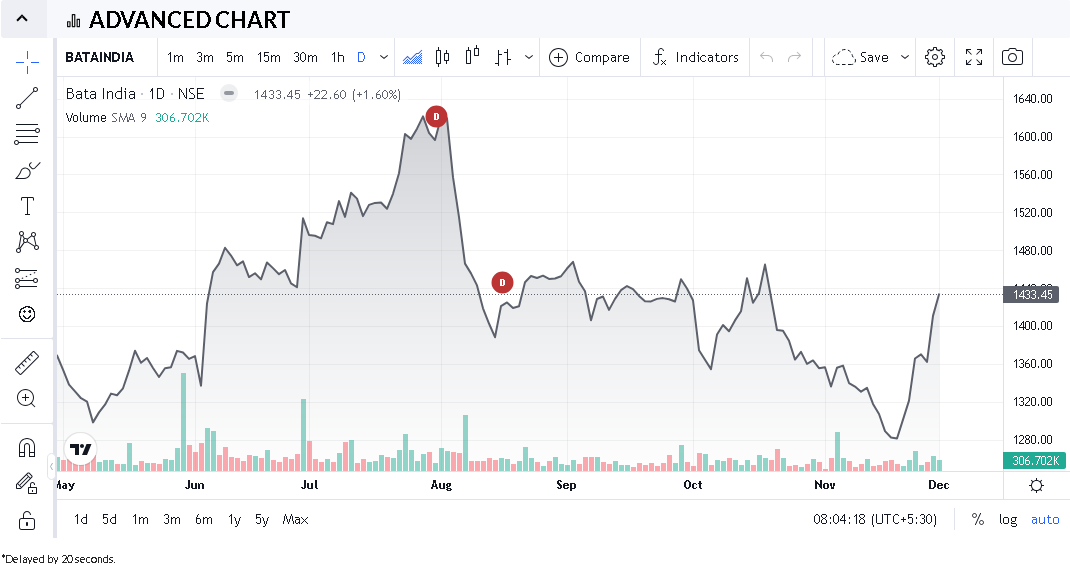 ADVANCED CHART
BATAINDIA 1m 3m 5m 15m 30m 1h D Compare Indicators Save
Bata India · 1D · NSE 1433.45 +22.60 (+1.60%)
Volume SMA 9 306.702K
D
D
1640.00
1600.00
1560.00
1520.00
1480.00
1433.45
1400.00
1360.00
1320.00
1280.00
306.702K
May Jun Jul Aug Sep Oct Nov Dec
1d 5d 1m 3m 6m 1y 5y Max 08:04:18 (UTC+5:30) % log auto
*Delayed by 20 seconds.